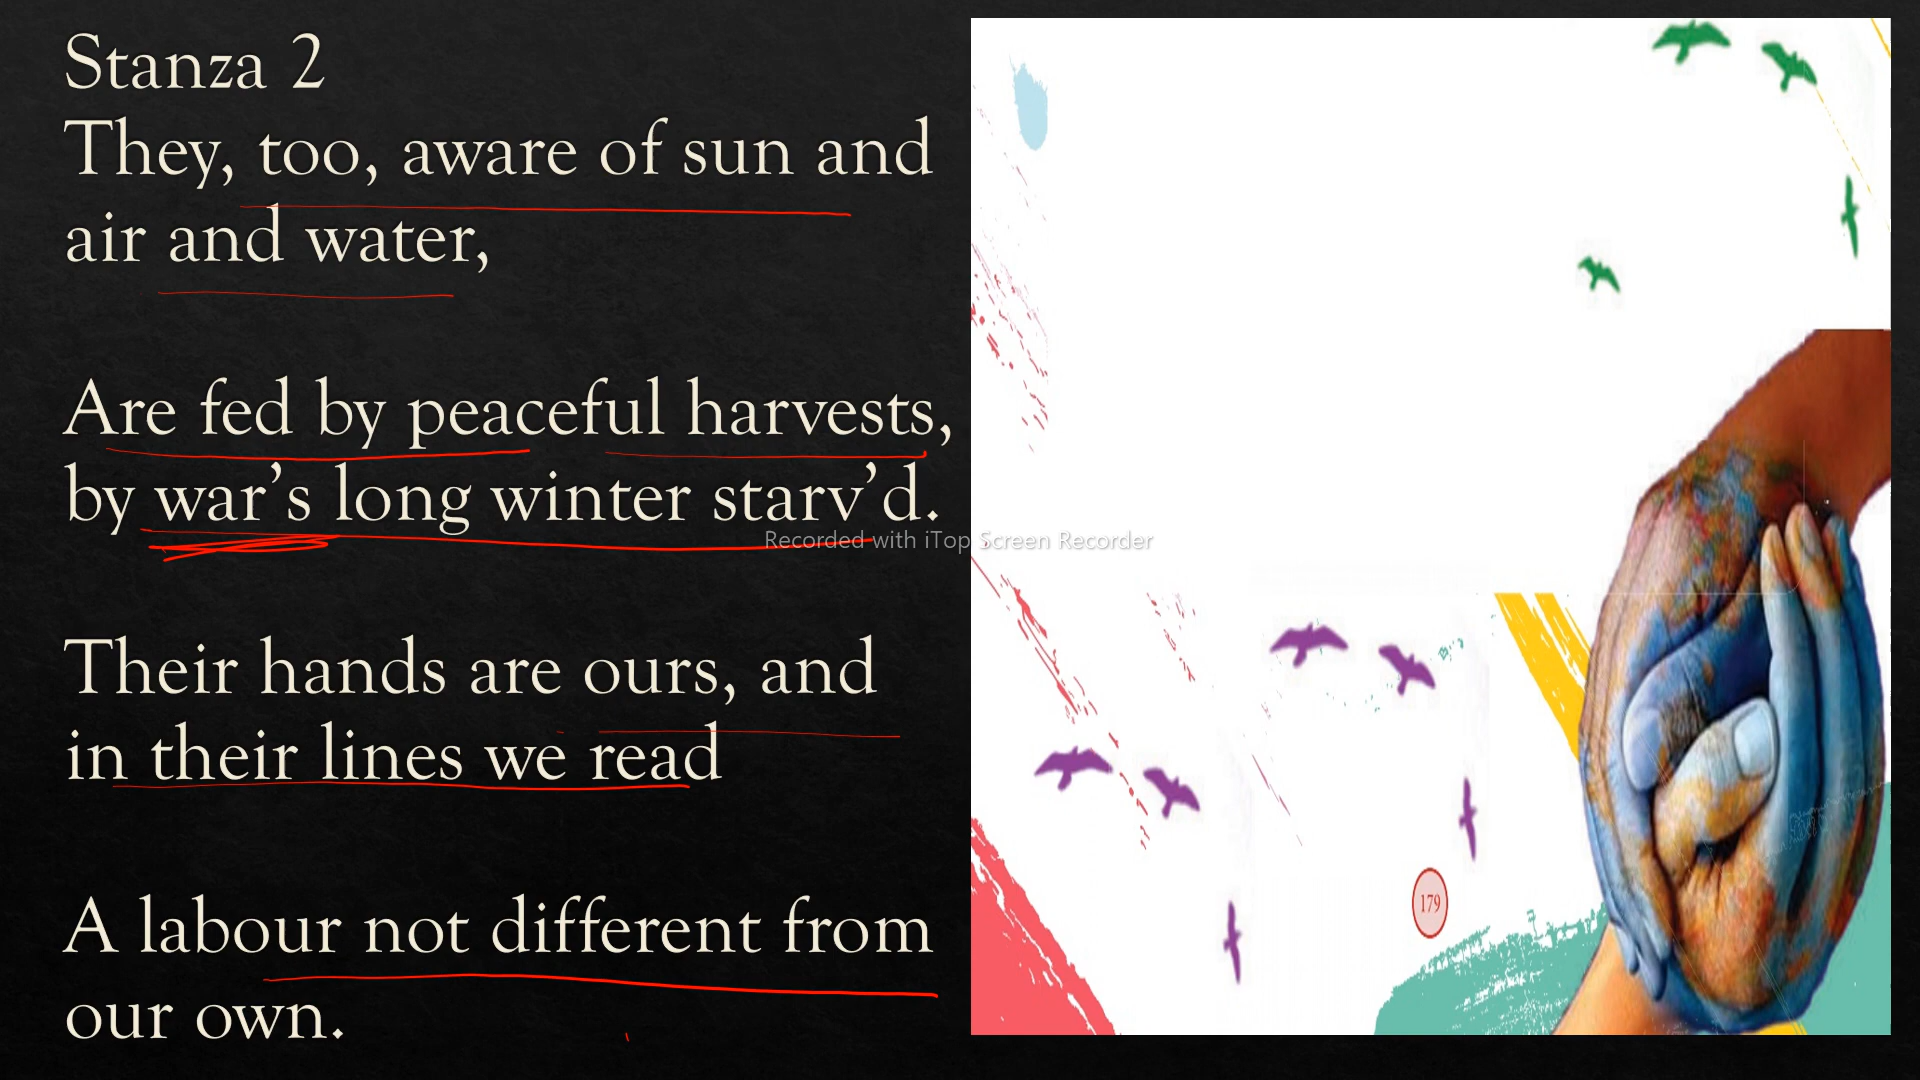 Stanza 2
They, too, aware of sun and
air and water,
Are fed by peaceful harvests,
by war’s long winter starv’d.
Their hands are ours, and
in their lines we read
A labour not different from
our own.
Recorded with iTop Screen Recorder
179